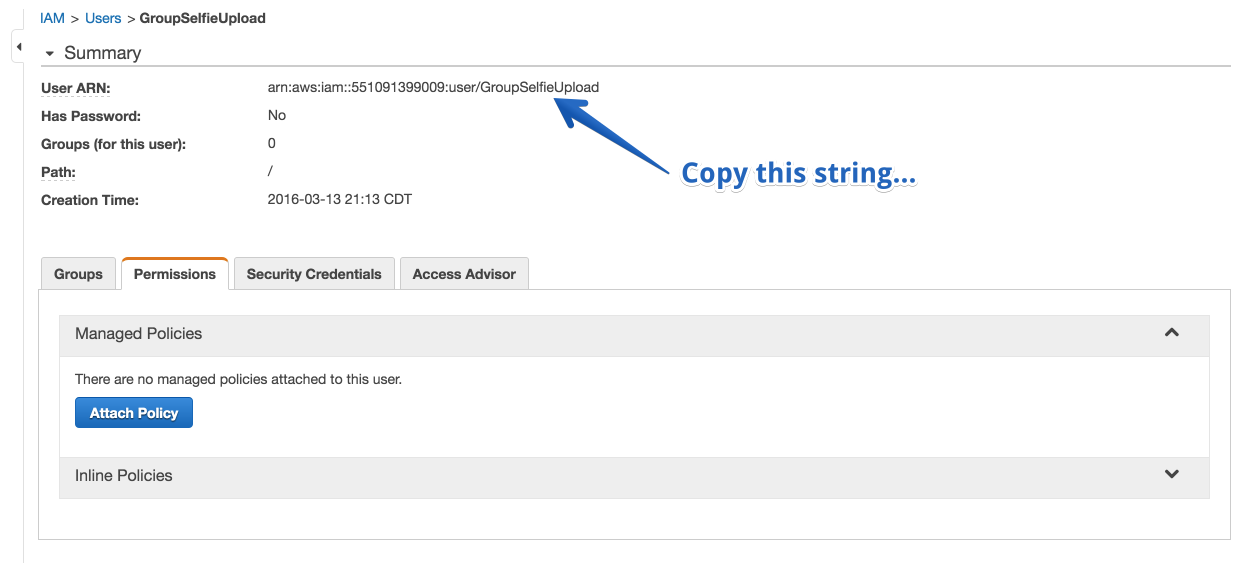 IAM > Users > GroupSelfieUpload
Summary
User ARN: arn:aws:iam::551091399009:user/GroupSelfieUpload
Has Password: No
Groups (for this user): 0
Path: /
Creation Time: 2016-03-13 21:13 CDT
Copy this string...
Groups Permissions Security Credentials Access Advisor
Managed Policies
There are no managed policies attached to this user.
Attach Policy
Inline Policies